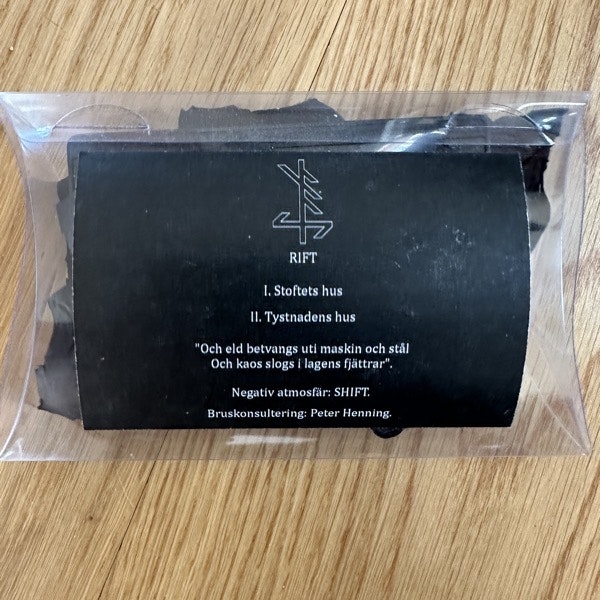 RIFT
I. Stoftets hus
II. Tystnadens hus
"Och eld betvangs uti maskin och stål
Och kaos slogs i lagens fjättrar".
Negativ atmosfär: SHIFT.
Bruskonsultering: Peter Henning.